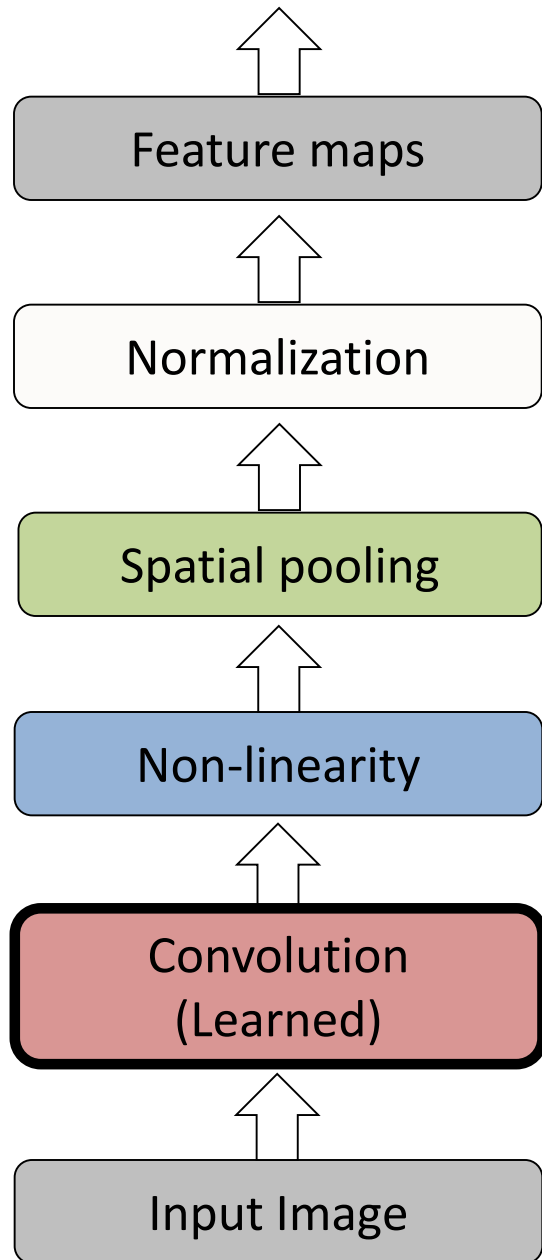 Feature maps
Normalization
Spatial pooling
Non-linearity
Convolution
(Learned)
Input Image